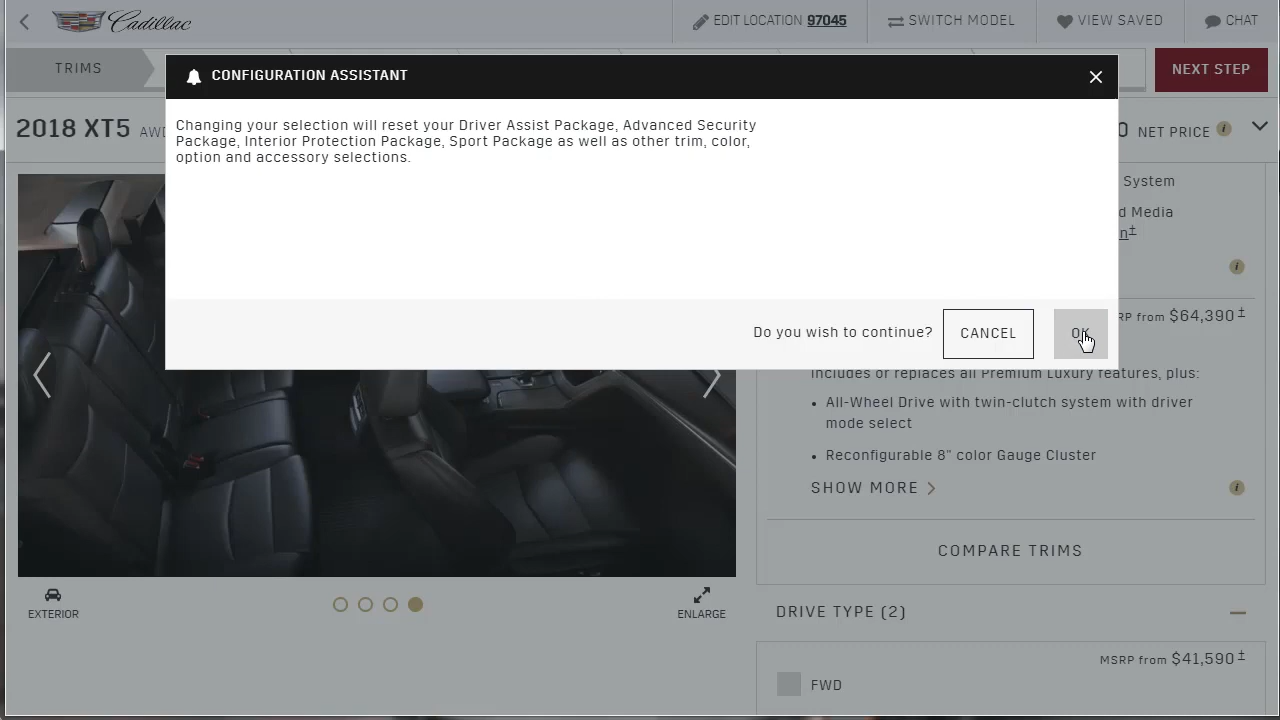 Cadillac
EDIT LOCATION 97045
SWITCH MODEL
VIEW SAVED
CHAT
TRIMS
NEXT STEP
CONFIGURATION ASSISTANT
2018 XT5 AWD
0 NET PRICE
Changing your selection will reset your Driver Assist Package, Advanced Security
Package, Interior Protection Package, Sport Package as well as other trim, color,
option and accessory selections.
System
d Media
n±
Do you wish to continue?
CANCEL
OK
RP from $64,390 ±
Includes or replaces all Premium Luxury features, plus:
• All-Wheel Drive with twin-clutch system with driver
mode select
• Reconfigurable 8" color Gauge Cluster
SHOW MORE >
COMPARE TRIMS
EXTERIOR
ENLARGE
DRIVE TYPE (2)
MSRP from $41,590 ±
FWD